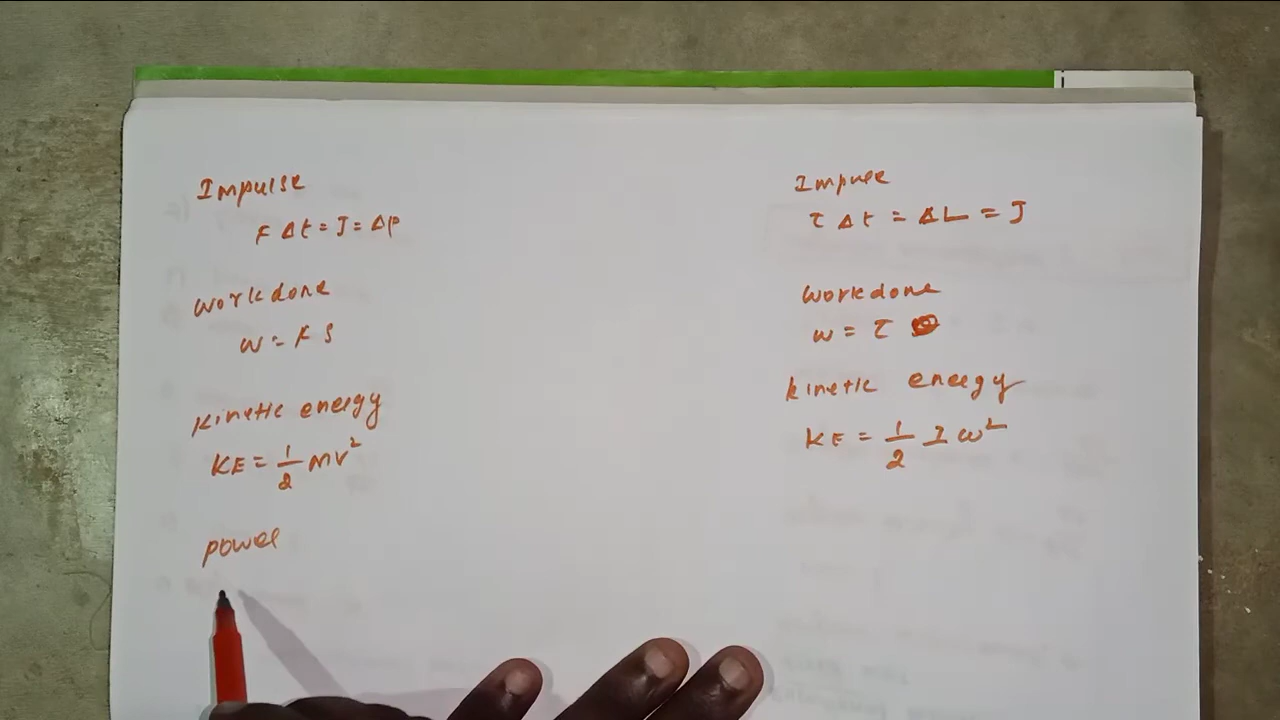 Impulse
F Δt = J = Δp
workdone
W = F S
Kinetic energy
KE = 1/2 mv²
power
Impuse
τ Δt = ΔL = J
workdone
W = τ
kinetic energy
KE = 1/2 I ω²